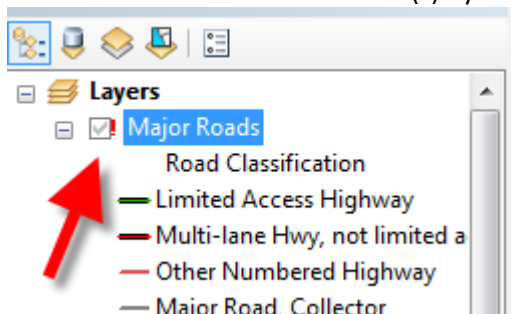 Layers
Major Roads
Road Classification
Limited Access Highway
Multi-lane Hwy, not limited a
Other Numbered Highway
Major Road, Collector